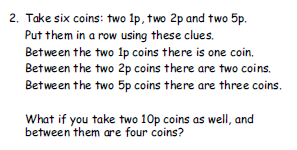 2. Take six coins: two 1p, two 2p and two 5p.
Put them in a row using these clues.
Between the two 1p coins there is one coin.
Between the two 2p coins there are two coins.
Between the two 5p coins there are three coins.
What if you take two 10p coins as well, and
between them are four coins?